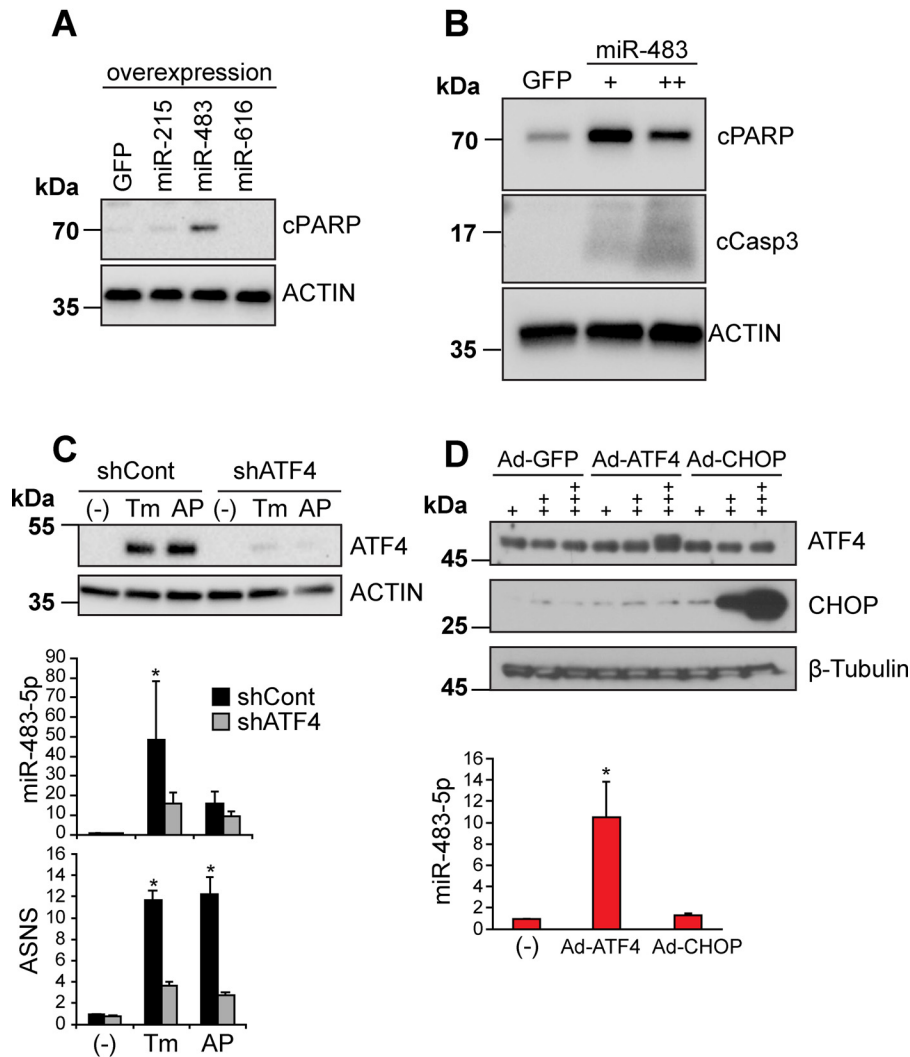 A
overexpression
GFP
miR-215
miR-483
miR-616
kDa
70
cPARP
35
ACTIN
B
miR-483
kDa
GFP + ++
70
cPARP
17
cCasp3
35
ACTIN
C
shCont shATF4
kDa
(-) Tm AP (-) Tm AP
55
ATF4
35
ACTIN
90
80
70
60
50
40
30
20
10
0
miR-483-5p
*
shCont
shATF4
16
14
12
10
8
6
4
2
0
ASNS
* *
(-) Tm AP
D
Ad-GFP Ad-ATF4 Ad-CHOP
kDa
+ ++ +++ + ++ +++ + ++ +++
45
ATF4
25
CHOP
45
β-Tubulin
16
14
12
10
8
6
4
2
0
miR-483-5p
*
(-) Ad-ATF4 Ad-CHOP